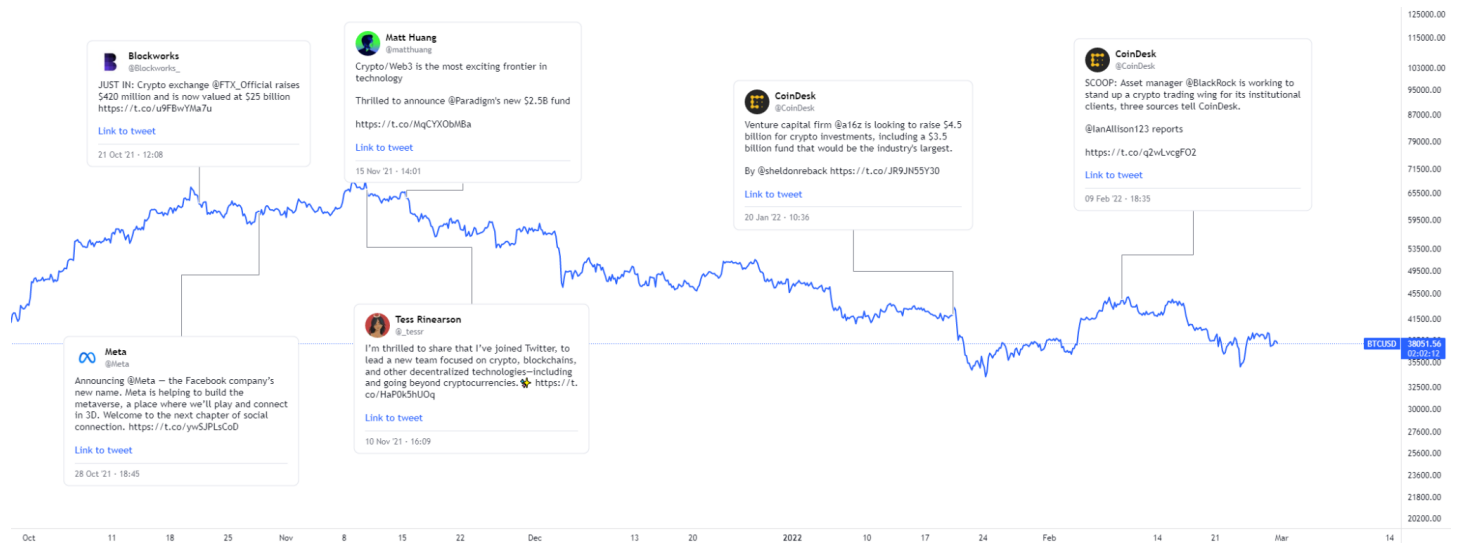 Blockworks
@Blockworks_
JUST IN: Crypto exchange @FTX_Official raises
$420 million and is now valued at $25 billion
https://t.co/u9FBwYMa7u
Link to tweet
21 Oct '21 • 12:08
Matt Huang
@matthuang
Crypto/Web3 is the most exciting frontier in
technology
Thrilled to announce @Paradigm's new $2.5B fund
https://t.co/MqCYXObMBa
Link to tweet
15 Nov '21 • 14:01
CoinDesk
@CoinDesk
Venture capital firm @a16z is looking to raise $4.5
billion for crypto investments, including a $3.5
billion fund that would be the industry's largest.
By @sheldonreback https://t.co/JR9JN55Y30
Link to tweet
20 Jan '22 • 10:36
CoinDesk
@CoinDesk
SCOOP: Asset manager @BlackRock is working to
stand up a crypto trading wing for its institutional
clients, three sources tell CoinDesk.
@IanAllison123 reports
https://t.co/q2wLvcgFO2
Link to tweet
09 Feb '22 • 18:35
Meta
@Meta
Announcing @Meta — the Facebook company's
new name. Meta is helping to build the
metaverse, a place where we'll play and connect
in 3D. Welcome to the next chapter of social
connection. https://t.co/ywSJPLsCoD
Link to tweet
28 Oct '21 • 18:45
Tess Rinearson
@_tessr
I'm thrilled to share that I've joined Twitter, to
lead a new team focused on crypto, blockchains,
and other decentralized technologies—including
and going beyond cryptocurrencies.✨ https://t.
co/HaP0k5hUOq
Link to tweet
10 Nov '21 • 16:09
125000.00
115000.00
103000.00
95000.00
87000.00
79000.00
71500.00
65500.00
59500.00
53500.00
49500.00
45500.00
41500.00
BTCUSD 38051.56
02:02:12
35500.00
32500.00
30000.00
27600.00
25600.00
23600.00
21800.00
20200.00
Oct 11 18 25 Nov 8 15 22 Dec 13 20 2022 10 17 24 Feb 14 21 Mar 14